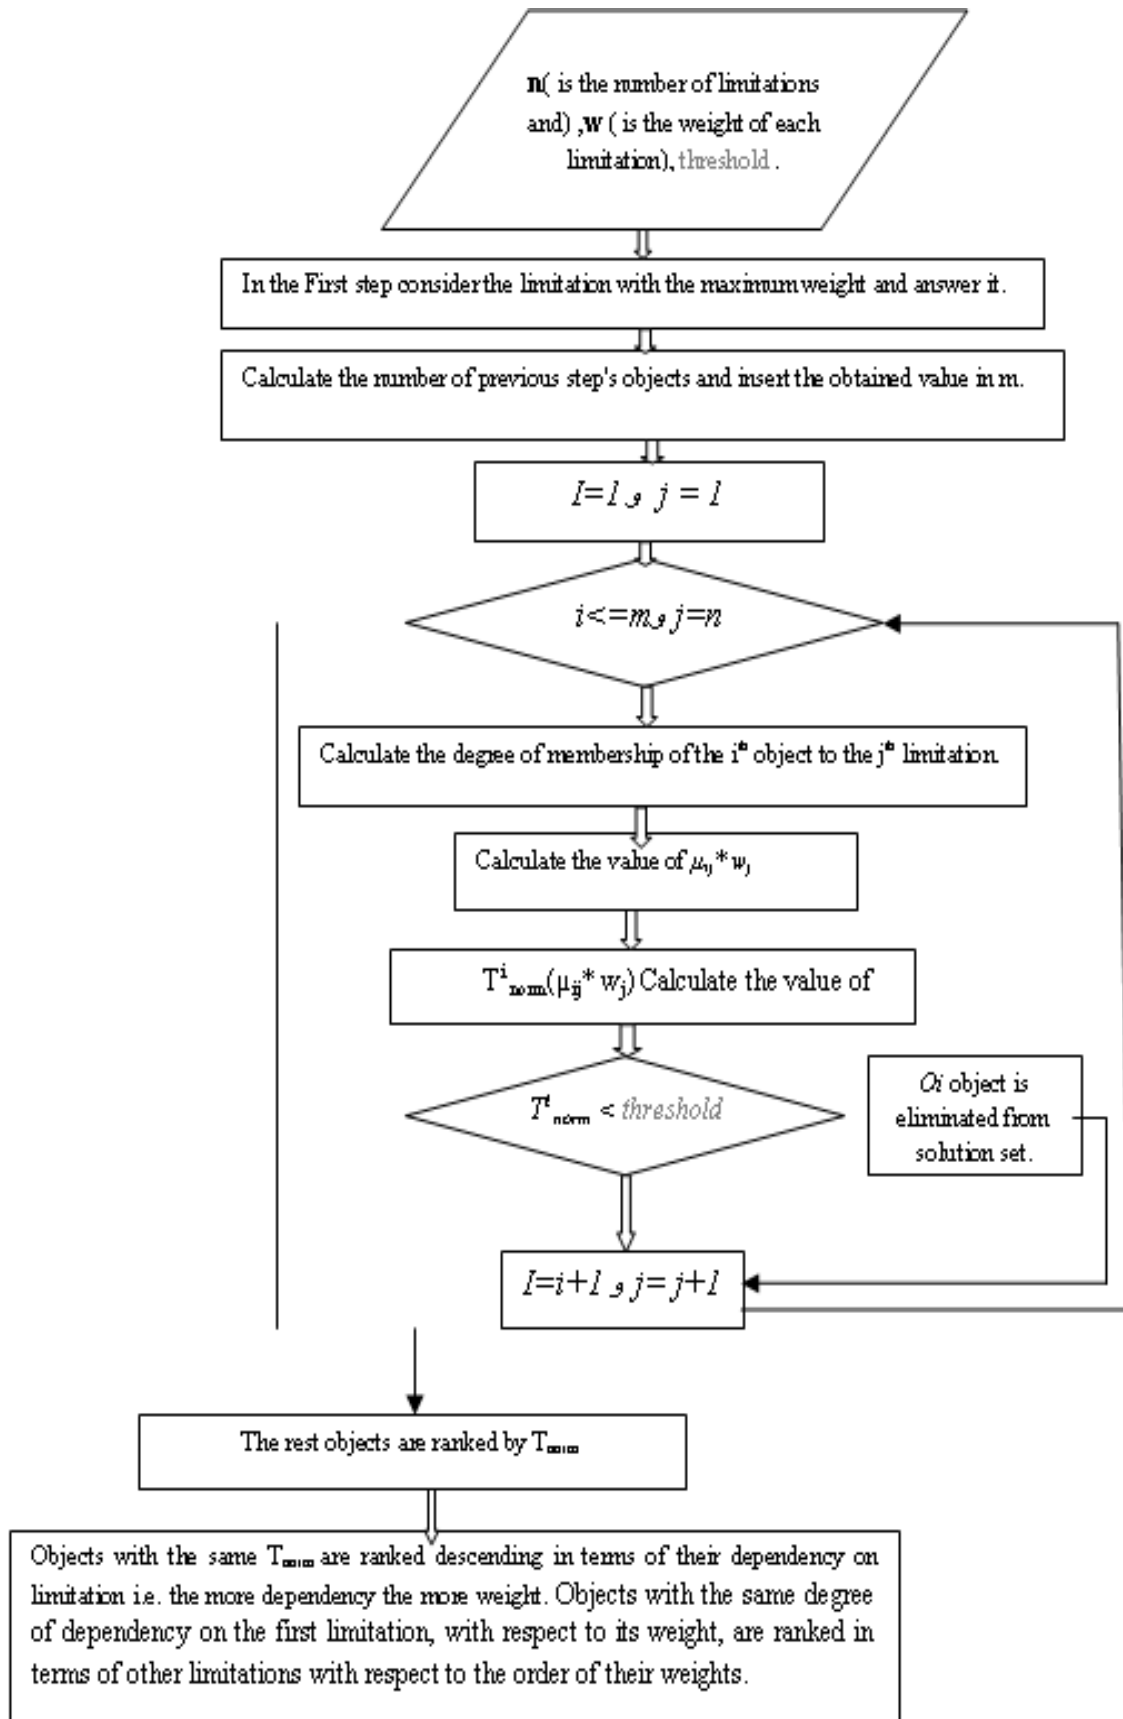 n( is the number of limitations
and) ,w ( is the weight of each
limitation), threshold .
In the First step consider the limitation with the maximum weight and answer it.
Calculate the number of previous step's objects and insert the obtained value in m.
I=1 و j = 1
i<=m و j=n
Calculate the degree of membership of the iᵗʰ object to the jᵗʰ limitation.
Calculate the value of μij * wj
Tⁱnorm(μij* wj) Calculate the value of
Tⁱnorm < threshold
Oi object is
eliminated from
solution set.
I=i+1 و j= j+1
The rest objects are ranked by Tnorm
Objects with the same Tnorm are ranked descending in terms of their dependency on
limitation i.e. the more dependency the more weight. Objects with the same degree
of dependency on the first limitation, with respect to its weight, are ranked in
terms of other limitations with respect to the order of their weights.